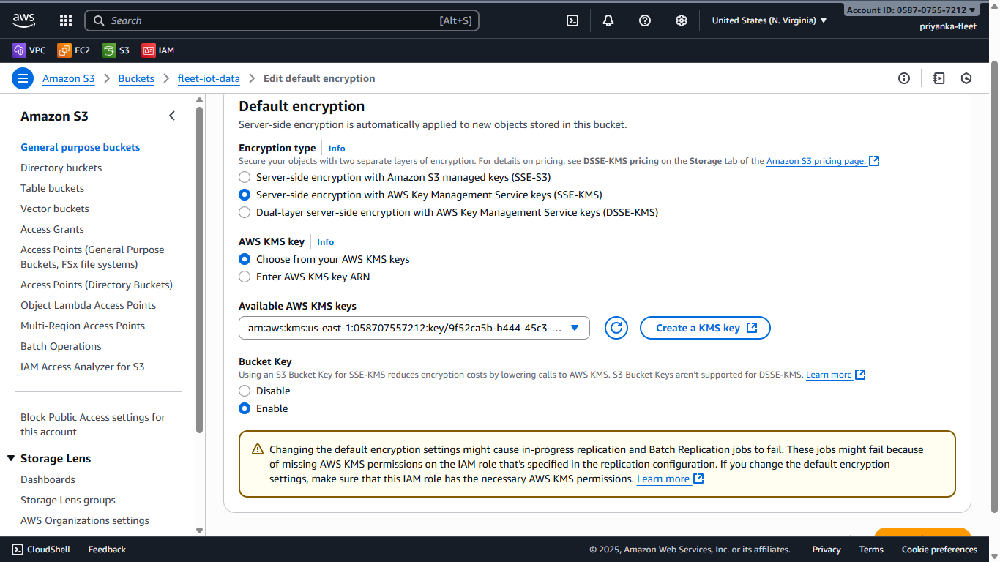 aws
Search
[Alt+S]
United States (N. Virginia)
Account ID: 0587-0755-7212
priyanka-fleet
VPC
EC2
S3
IAM
Amazon S3
Buckets
fleet-iot-data
Edit default encryption
Amazon S3
General purpose buckets
Directory buckets
Table buckets
Vector buckets
Access Grants
Access Points (General Purpose
Buckets, FSx file systems)
Access Points (Directory Buckets)
Object Lambda Access Points
Multi-Region Access Points
Batch Operations
IAM Access Analyzer for S3
Block Public Access settings for
this account
Storage Lens
Dashboards
Storage Lens groups
AWS Organizations settings
Default encryption
Server-side encryption is automatically applied to new objects stored in this bucket.
Encryption type
Info
Secure your objects with two separate layers of encryption. For details on pricing, see DSSE-KMS pricing on the Storage tab of the Amazon S3 pricing page.
Server-side encryption with Amazon S3 managed keys (SSE-S3)
Server-side encryption with AWS Key Management Service keys (SSE-KMS)
Dual-layer server-side encryption with AWS Key Management Service keys (DSSE-KMS)
AWS KMS key
Info
Choose from your AWS KMS keys
Enter AWS KMS key ARN
Available AWS KMS keys
arn:aws:kms:us-east-1:058707557212:key/9f52ca5b-b444-45c3-...
Create a KMS key
Bucket Key
Using an S3 Bucket Key for SSE-KMS reduces encryption costs by lowering calls to AWS KMS. S3 Bucket Keys aren't supported for DSSE-KMS. Learn more
Disable
Enable
Changing the default encryption settings might cause in-progress replication and Batch Replication jobs to fail. These jobs might fail because
of missing AWS KMS permissions on the IAM role that's specified in the replication configuration. If you change the default encryption
settings, make sure that this IAM role has the necessary AWS KMS permissions. Learn more
CloudShell
Feedback
© 2025, Amazon Web Services, Inc. or its affiliates.
Privacy
Terms
Cookie preferences